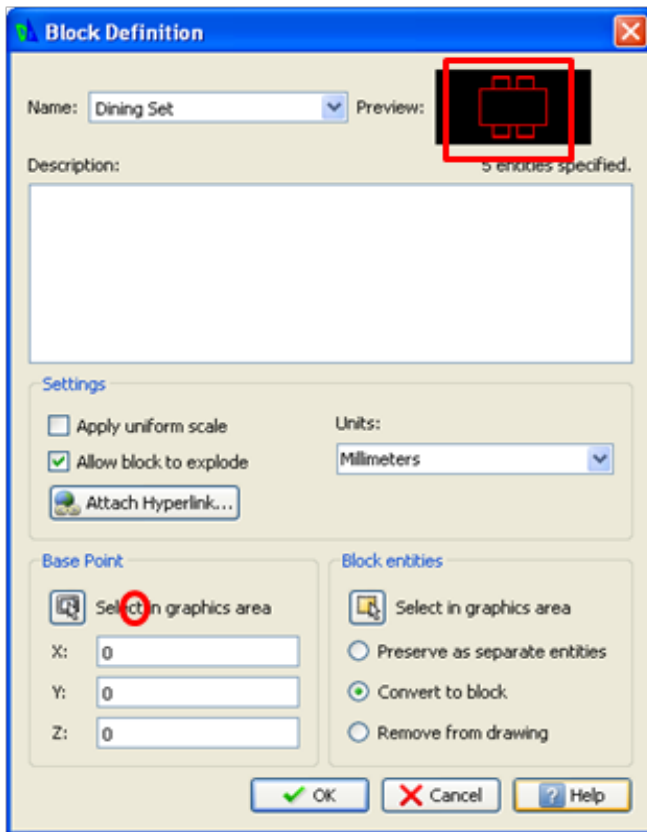 Block Definition
Name: Dining Set Preview:
Description: 5 entities specified.
Settings
Apply uniform scale
Units:
Allow block to explode
Millimeters
Attach Hyperlink...
Base Point
Block entities
Select in graphics area
Select in graphics area
X: 0
Preserve as separate entities
Y: 0
Convert to block
Z: 0
Remove from drawing
OK Cancel ? Help